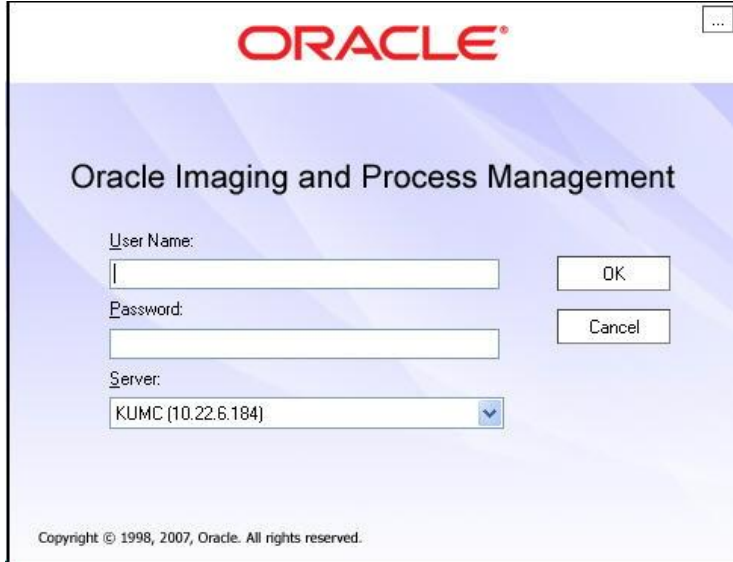 ...
ORACLE®
Oracle Imaging and Process Management
User Name:
OK
Password:
Cancel
Server:
KUMC (10.22.6.184)
Copyright © 1998, 2007, Oracle. All rights reserved.